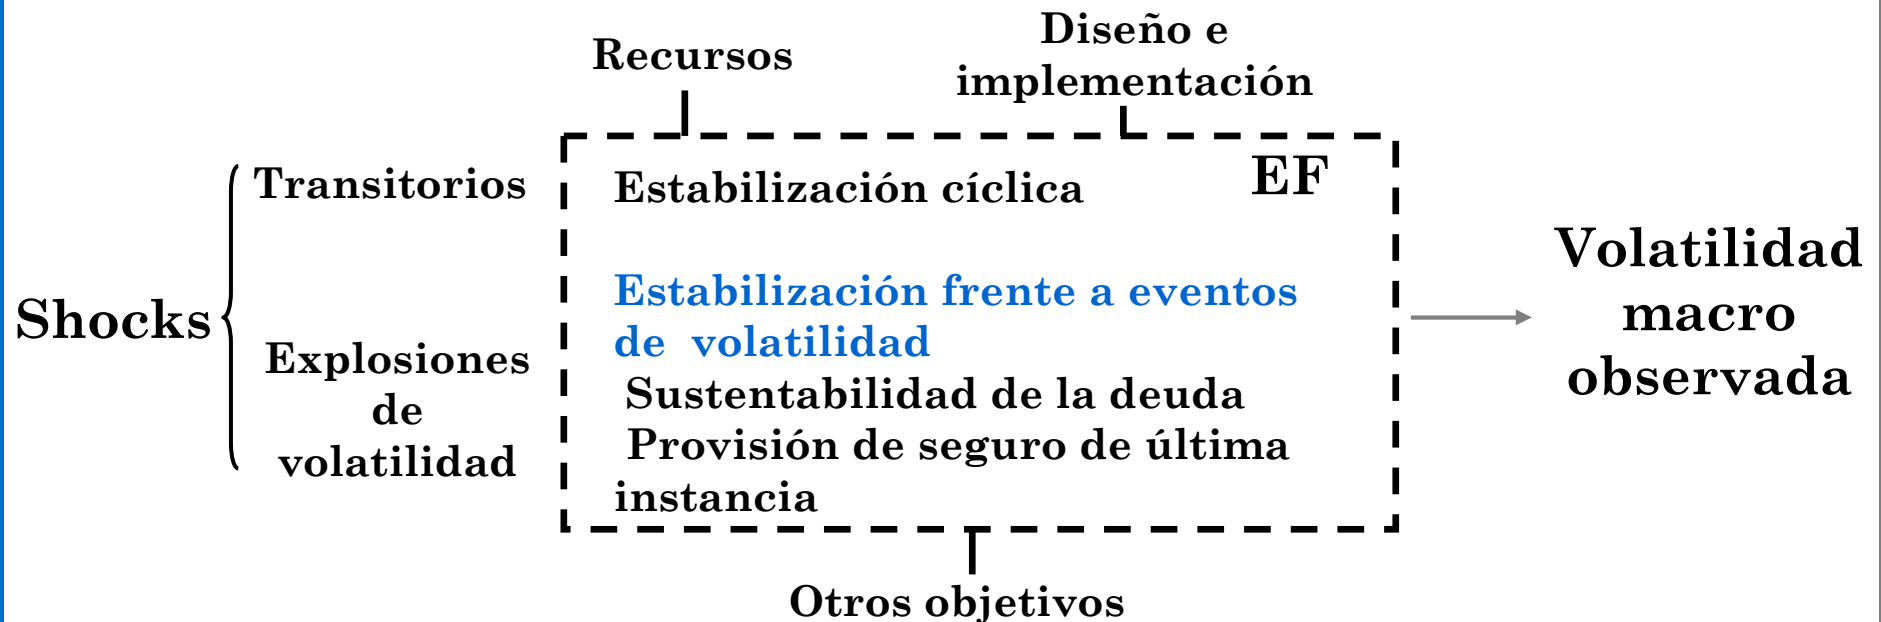 Recursos
Diseño e
implementación
EF
Transitorios
Estabilización cíclica
Shocks
Explosiones
de
volatilidad
Estabilización frente a eventos
de volatilidad
Sustentabilidad de la deuda
Provisión de seguro de última
instancia
Volatilidad
macro
observada
Otros objetivos